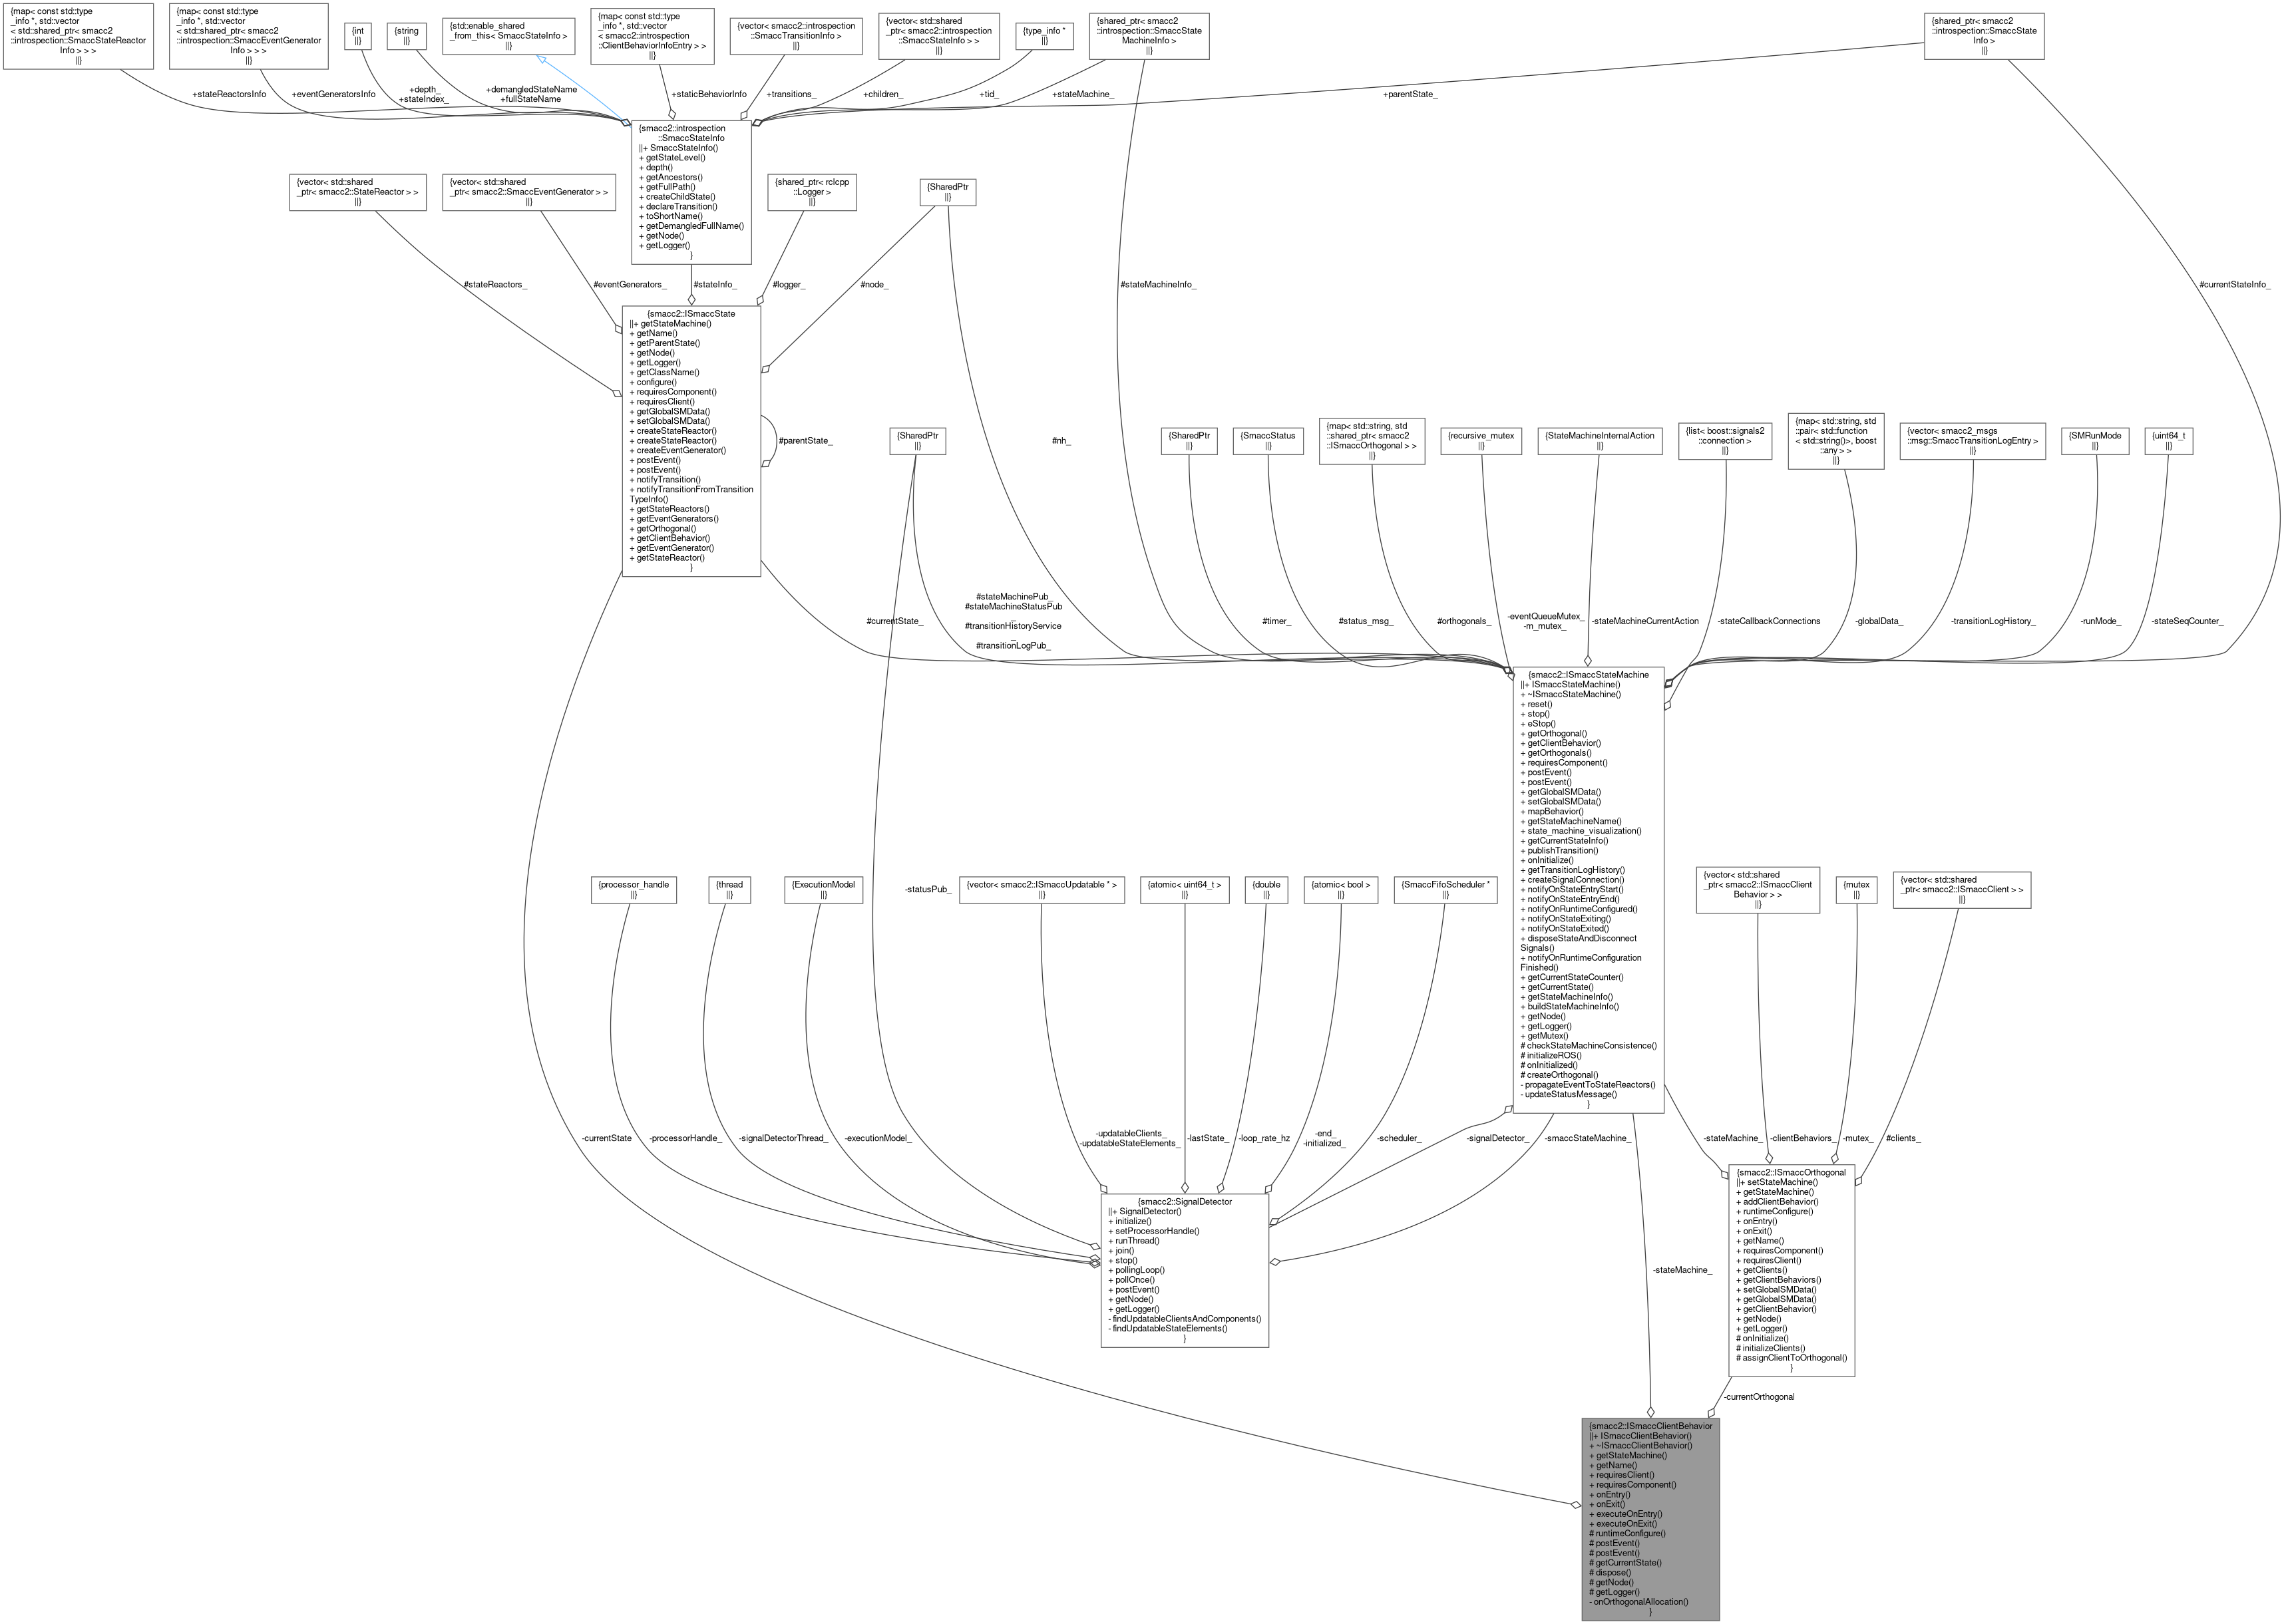 {map< const std::type
_info *, std::vector
< std::shared_ptr< smacc2
::introspection::SmaccStateReactor
Info > > >
||}
{map< const std::type
_info *, std::vector
< std::shared_ptr< smacc2
::introspection::SmaccEventGenerator
Info > > >
||}
{int
||}
{string
||}
{std::enable_shared
_from_this< SmaccStateInfo >
||}
{map< const std::type
_info *, std::vector
< smacc2::introspection
::ClientBehaviorInfoEntry > >
||}
{vector< smacc2::introspection
::SmaccTransitionInfo >
||}
{vector< std::shared
_ptr< smacc2::introspection
::SmaccStateInfo > >
||}
{type_info *
||}
{shared_ptr< smacc2
::introspection::SmaccState
MachineInfo >
||}
{shared_ptr< smacc2
::introspection::SmaccState
Info >
||}
+stateReactorsInfo
+eventGeneratorsInfo
+depth_
+stateIndex_
+demangledStateName
+fullStateName
+staticBehaviorInfo
+transitions_
+children_
+tid_
+stateMachine_
+parentState_
{smacc2::introspection
::SmaccStateInfo
||+ SmaccStateInfo()
+ getStateLevel()
+ depth()
+ getAncestors()
+ getFullPath()
+ createChildState()
+ declareTransition()
+ toShortName()
+ getDemangledFullName()
+ getNode()
+ getLogger()
}
{vector< std::shared
_ptr< smacc2::StateReactor > >
||}
{vector< std::shared
_ptr< smacc2::SmaccEventGenerator > >
||}
{shared_ptr< rclcpp
::Logger >
||}
{SharedPtr
||}
#stateReactors_
#eventGenerators_
#stateInfo_
#logger_
#node_
#stateMachineInfo_
#currentStateInfo_
{smacc2::ISmaccState
||+ getStateMachine()
+ getName()
+ getParentState()
+ getNode()
+ getLogger()
+ getClassName()
+ configure()
+ requiresComponent()
+ requiresClient()
+ getGlobalSMData()
+ setGlobalSMData()
+ createStateReactor()
+ createStateReactor()
+ createEventGenerator()
+ postEvent()
+ postEvent()
+ notifyTransition()
+ notifyTransitionFromTransition
TypeInfo()
+ getStateReactors()
+ getEventGenerators()
+ getOrthogonal()
+ getClientBehavior()
+ getEventGenerator()
+ getStateReactor()
}
#parentState_
{SharedPtr
||}
#nh_
{SharedPtr
||}
{SmaccStatus
||}
{map< std::string, std
::shared_ptr< smacc2
::ISmaccOrthogonal > >
||}
{recursive_mutex
||}
{StateMachineInternalAction
||}
{list< boost::signals2
::connection >
||}
{map< std::string, std
::pair< std::function
< std::string()>, boost
::any > >
||}
{vector< smacc2_msgs
::msg::SmaccTransitionLogEntry >
||}
{SMRunMode
||}
{uint64_t
||}
#currentState_
#stateMachinePub_
#stateMachineStatusPub
_
#transitionHistoryService
_
#transitionLogPub_
#timer_
#status_msg_
#orthogonals_
-eventQueueMutex_
-m_mutex_
-stateMachineCurrentAction
-stateCallbackConnections
-globalData_
-transitionLogHistory_
-runMode_
-stateSeqCounter_
{smacc2::ISmaccStateMachine
||+ ISmaccStateMachine()
+ ~ISmaccStateMachine()
+ reset()
+ stop()
+ eStop()
+ getOrthogonal()
+ getClientBehavior()
+ getOrthogonals()
+ requiresComponent()
+ postEvent()
+ postEvent()
+ getGlobalSMData()
+ setGlobalSMData()
+ mapBehavior()
+ getStateMachineName()
+ state_machine_visualization()
+ getCurrentStateInfo()
+ publishTransition()
+ onInitialize()
+ getTransitionLogHistory()
+ createSignalConnection()
+ notifyOnStateEntryStart()
+ notifyOnStateEntryEnd()
+ notifyOnRuntimeConfigured()
+ notifyOnStateExiting()
+ notifyOnStateExited()
+ disposeStateAndDisconnect
Signals()
+ notifyOnRuntimeConfiguration
Finished()
+ getCurrentStateCounter()
+ getCurrentState()
+ getStateMachineInfo()
+ buildStateMachineInfo()
+ getNode()
+ getLogger()
+ getMutex()
# checkStateMachineConsistence()
# initializeROS()
# onInitialized()
# createOrthogonal()
- propagateEventToStateReactors()
- updateStatusMessage()
}
{processor_handle
||}
{thread
||}
{ExecutionModel
||}
-statusPub_
{vector< smacc2::ISmaccUpdatable * >
||}
{atomic< uint64_t >
||}
{double
||}
{atomic< bool >
||}
{SmaccFifoScheduler *
||}
{vector< std::shared
_ptr< smacc2::ISmaccClient
Behavior > >
||}
{mutex
||}
{vector< std::shared
_ptr< smacc2::ISmaccClient > >
||}
-currentState
-processorHandle_
-signalDetectorThread_
-executionModel_
-updatableClients_
-updatableStateElements_
-lastState_
-loop_rate_hz
-end_
-initialized_
-scheduler_
-signalDetector_
-smaccStateMachine_
-stateMachine_
-clientBehaviors_
-mutex_
#clients_
{smacc2::SignalDetector
||+ SignalDetector()
+ initialize()
+ setProcessorHandle()
+ runThread()
+ join()
+ stop()
+ pollingLoop()
+ pollOnce()
+ postEvent()
+ getNode()
+ getLogger()
- findUpdatableClientsAndComponents()
- findUpdatableStateElements()
}
{smacc2::ISmaccOrthogonal
||+ setStateMachine()
+ getStateMachine()
+ addClientBehavior()
+ runtimeConfigure()
+ onEntry()
+ onExit()
+ getName()
+ requiresComponent()
+ requiresClient()
+ getClients()
+ getClientBehaviors()
+ setGlobalSMData()
+ getGlobalSMData()
+ getClientBehavior()
+ getNode()
+ getLogger()
# onInitialize()
# initializeClients()
# assignClientToOrthogonal()
}
-stateMachine_
-currentOrthogonal
{smacc2::ISmaccClientBehavior
||+ ISmaccClientBehavior()
+ ~ISmaccClientBehavior()
+ getStateMachine()
+ getName()
+ requiresClient()
+ requiresComponent()
+ onEntry()
+ onExit()
+ executeOnEntry()
+ executeOnExit()
# runtimeConfigure()
# postEvent()
# postEvent()
# getCurrentState()
# dispose()
# getNode()
# getLogger()
- onOrthogonalAllocation()
}